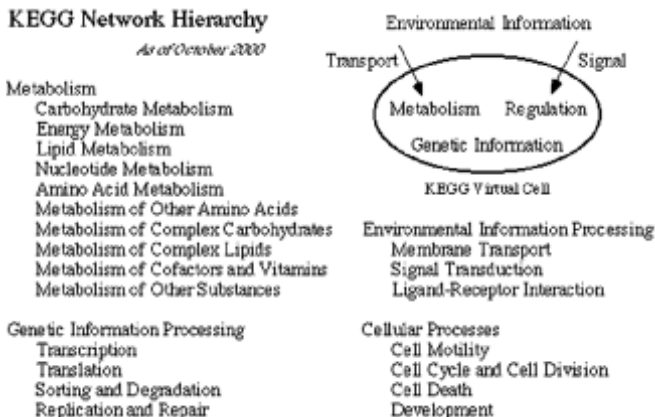 KEGG Network Hierarchy
As of October 2000
Metabolism
Carbohydrate Metabolism
Energy Metabolism
Lipid Metabolism
Nucleotide Metabolism
Amino Acid Metabolism
Metabolism of Other Amino Acids
Metabolism of Complex Carbohydrates
Metabolism of Complex Lipids
Metabolism of Cofactors and Vitamins
Metabolism of Other Substances
Genetic Information Processing
Transcription
Translation
Sorting and Degradation
Replication and Repair
Environmental Information
Transport
Signal
Metabolism Regulation
Genetic Information
KEGG Virtual Cell
Environmental Information Processing
Membrane Transport
Signal Transduction
Ligand-Receptor Interaction
Cellular Processes
Cell Motility
Cell Cycle and Cell Division
Cell Death
Development